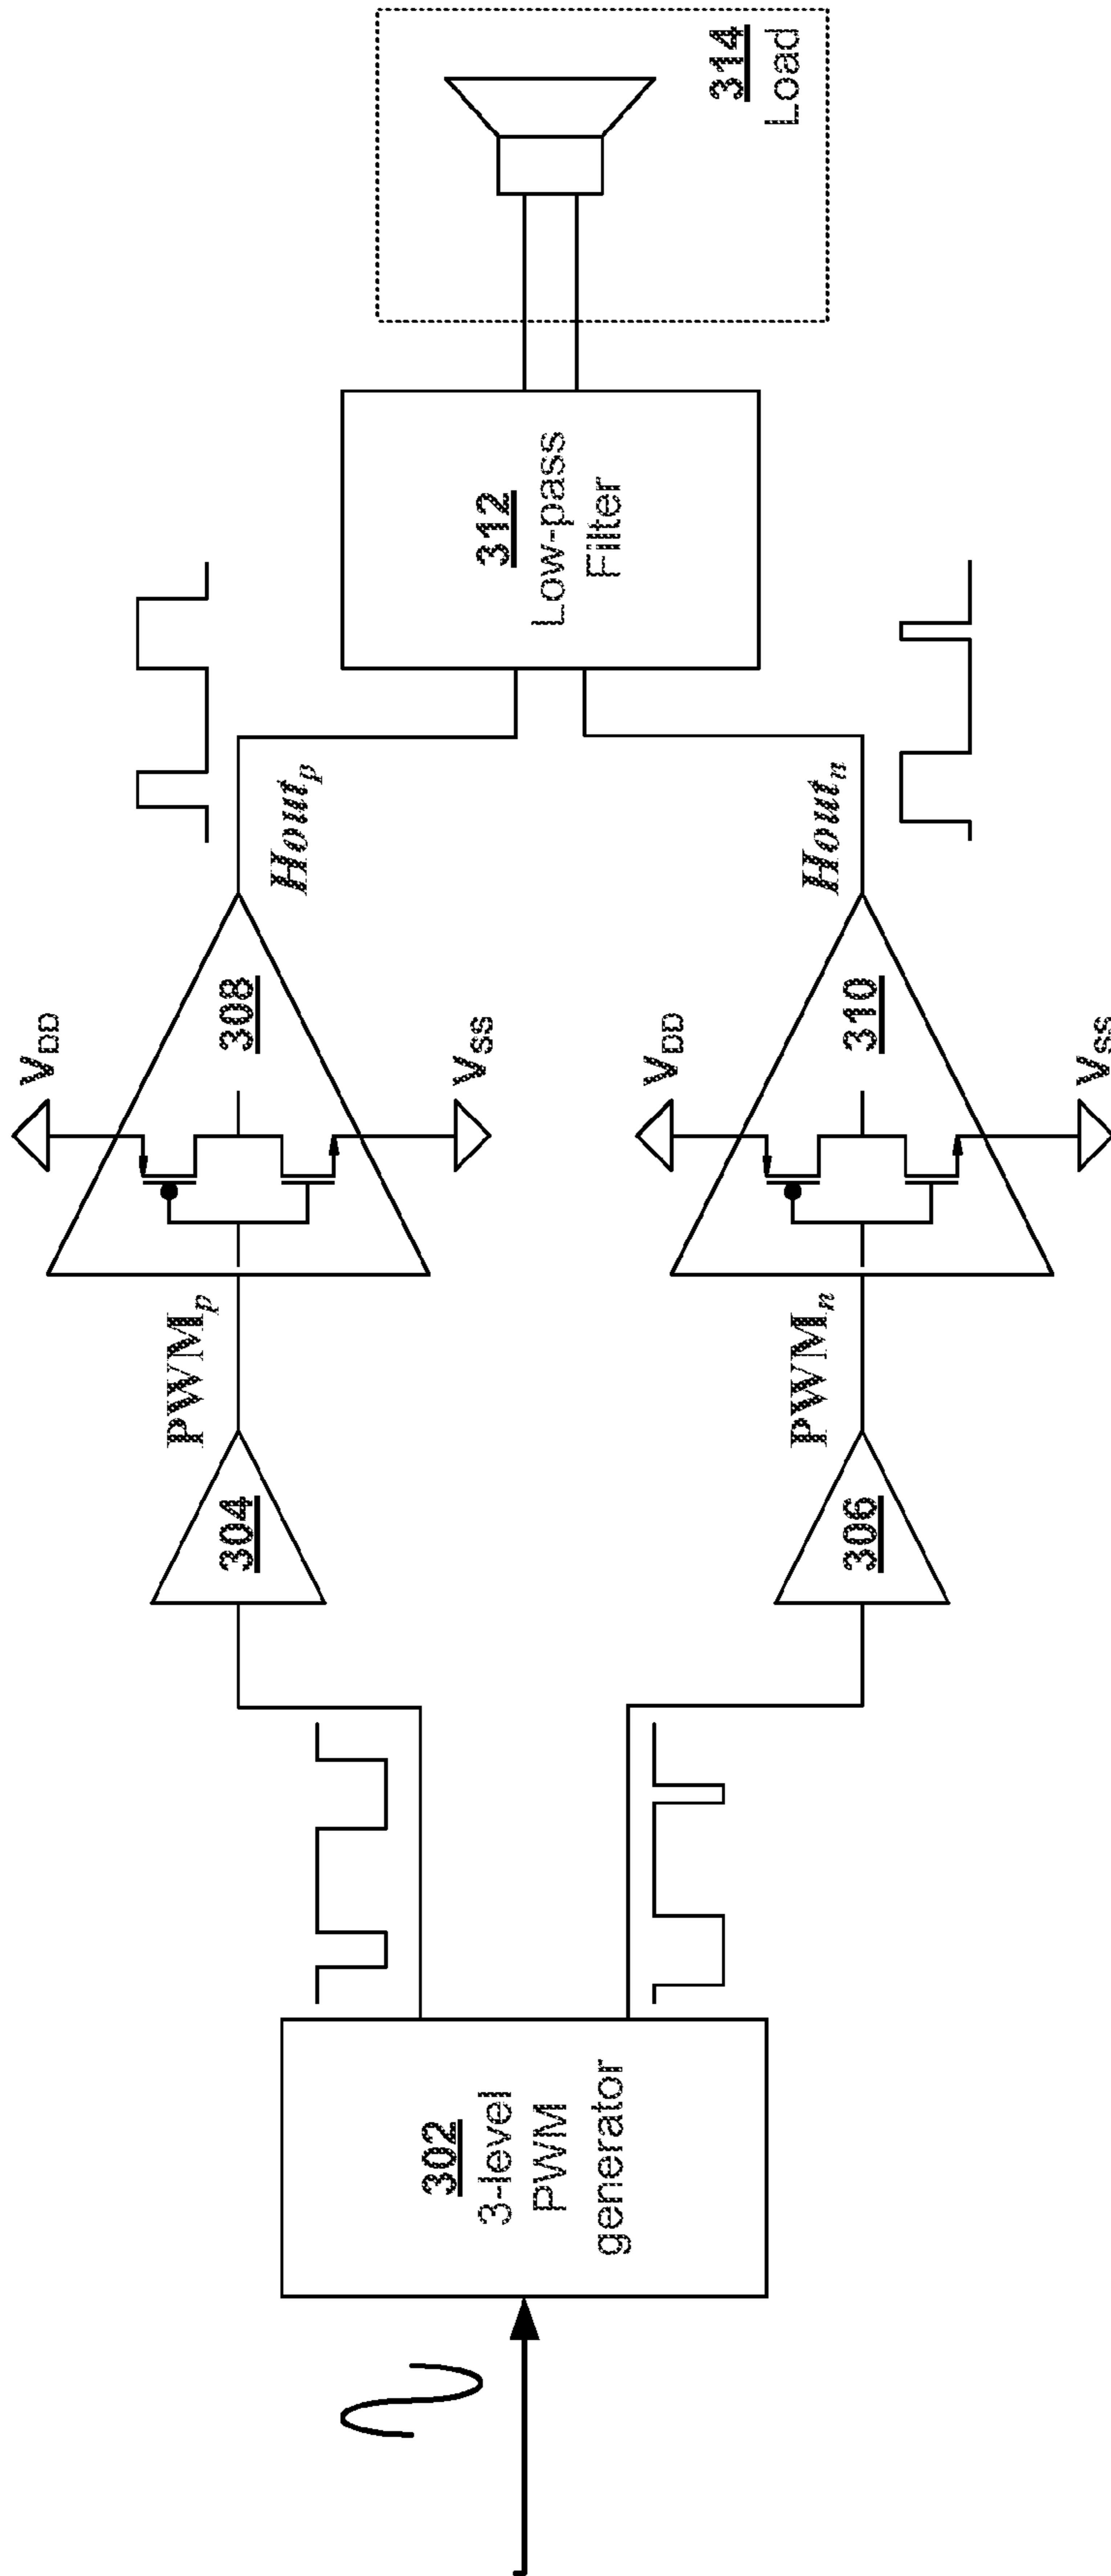 302
3-level
PWM
generator
304
PWMp
VDD
308
VSS
Houtp
306
PWMn
VDD
310
VSS
Houtn
312
Low-pass
Filter
314
Load